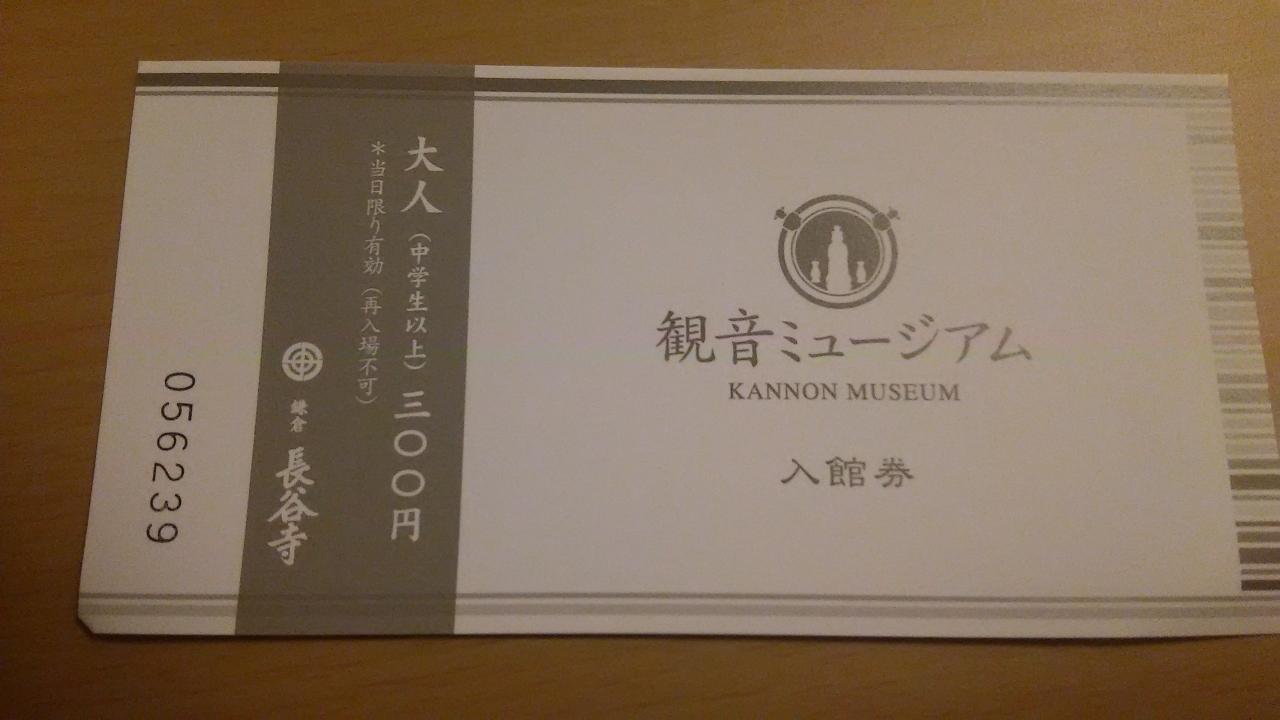 観音ミュージアム
KANNON MUSEUM
入館券
大人（中学生以上）三〇〇円
＊当日限り有効（再入場不可）
鎌倉 長谷寺
056239